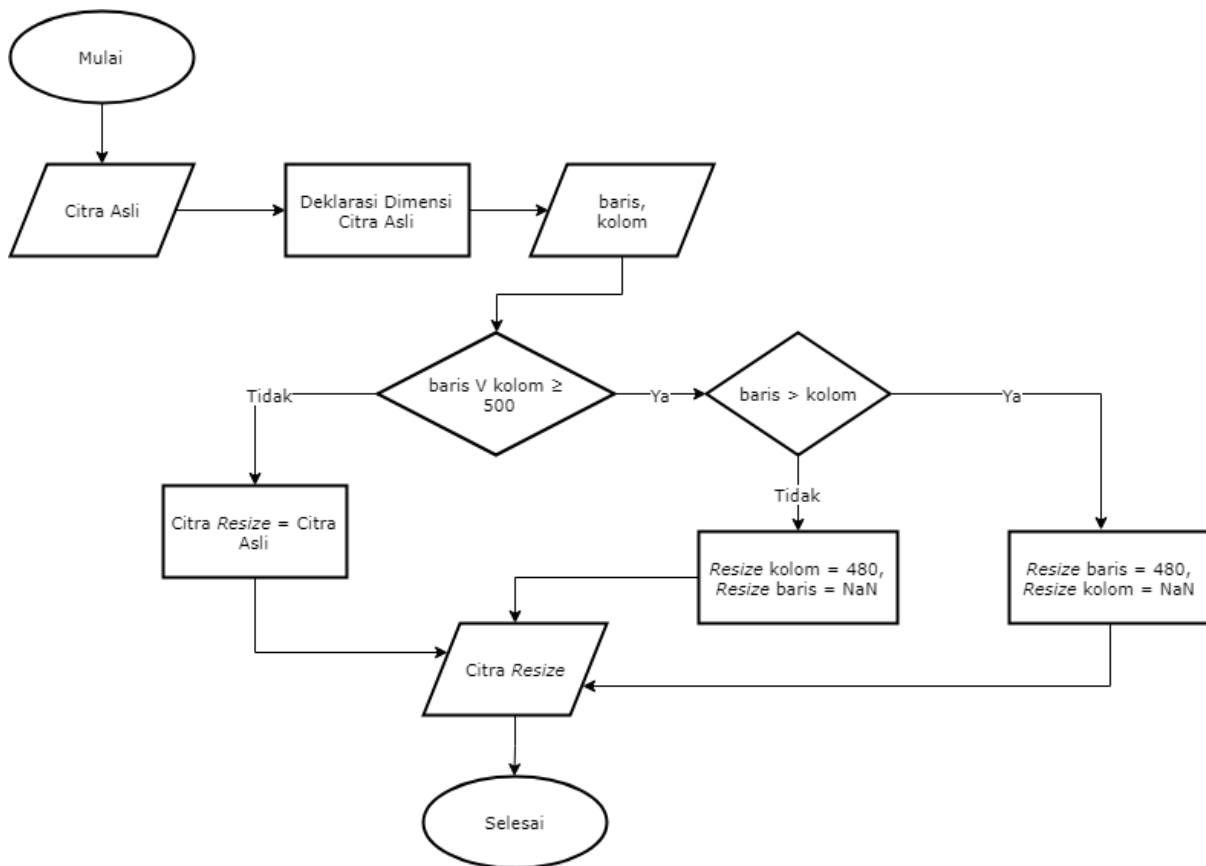 Mulai
Citra Asli
Deklarasi Dimensi
Citra Asli
baris,
kolom
baris V kolom ≥
500
Tidak
Ya
baris > kolom
Ya
Tidak
Citra Resize = Citra
Asli
Resize kolom = 480,
Resize baris = NaN
Resize baris = 480,
Resize kolom = NaN
Citra Resize
Selesai